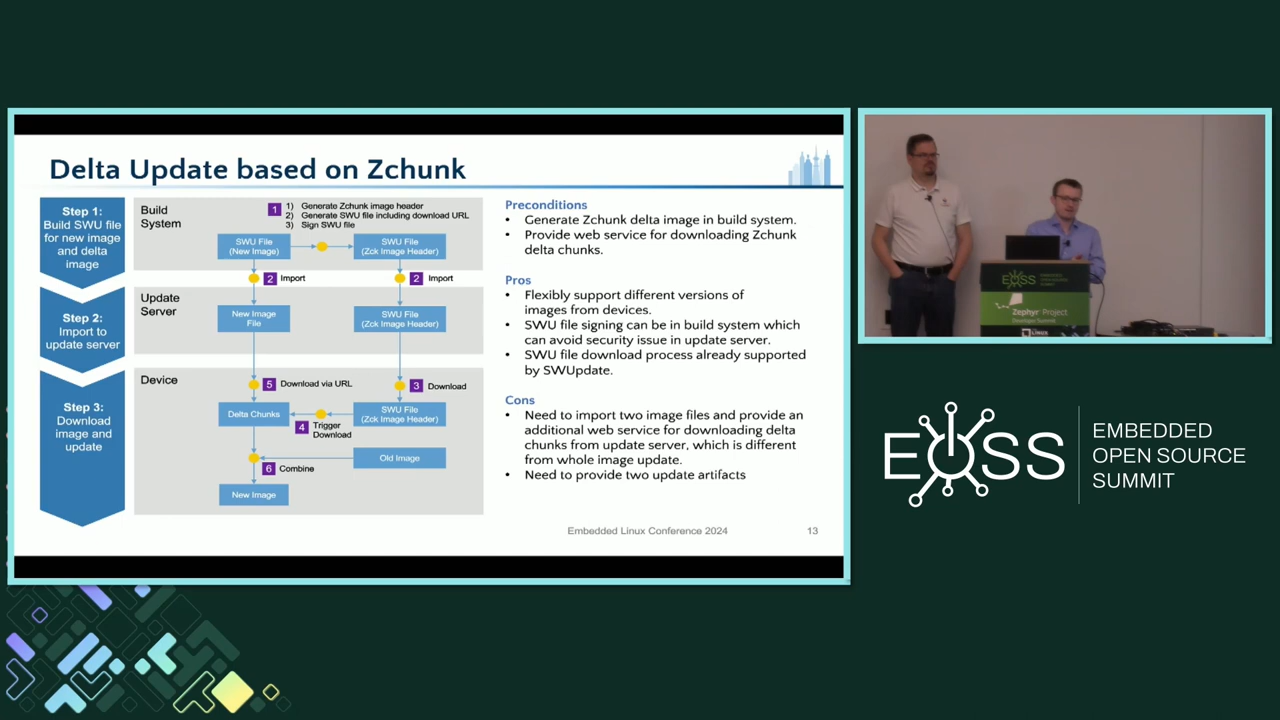 Delta Update based on Zchunk
Step 1:
Build SWU file
for new image
and delta
image
Step 2:
Import to
update server
Step 3:
Download
image and
update
Build
System
1
1) Generate Zchunk image header
2) Generate SWU file including download URL
3) Sign SWU file
SWU File
(New Image)
SWU File
(Zck Image Header)
2 Import
2 Import
Update
Server
New Image
File
SWU File
(Zck Image Header)
Device
5 Download via URL
3 Download
Delta Chunks
SWU File
(Zck Image Header)
4 Trigger
Download
Old Image
6 Combine
New Image
Preconditions
• Generate Zchunk delta image in build system.
• Provide web service for downloading Zchunk
delta chunks.
Pros
• Flexibly support different versions of
images from devices.
• SWU file signing can be in build system which
can avoid security issue in update server.
• SWU file download process already supported
by SWUpdate.
Cons
• Need to import two image files and provide an
additional web service for downloading delta
chunks from update server, which is different
from whole image update.
• Need to provide two update artifacts
Embedded Linux Conference 2024
13
EOSS
Zephyr Project
Developer Summit
LINUX
EOSS
EMBEDDED
OPEN SOURCE
SUMMIT